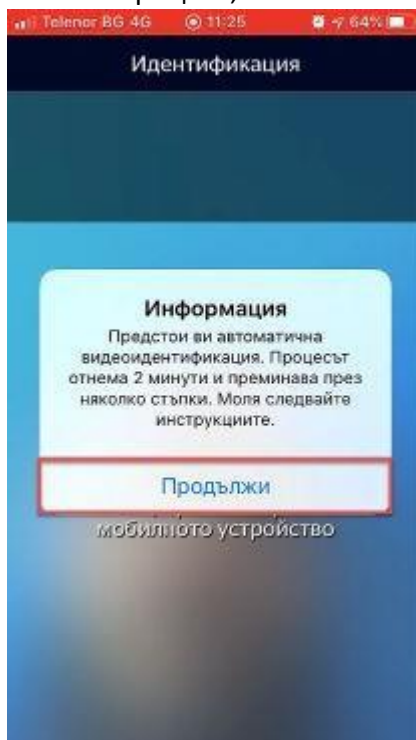 Telenor BG 4G 11:25 64%
Идентификация
Информация
Предстои ви автоматична
видеоидентификация. Процесът
отнема 2 минути и преминава през
няколко стъпки. Моля следвайте
инструкциите.
Продължи
мобилното устройство